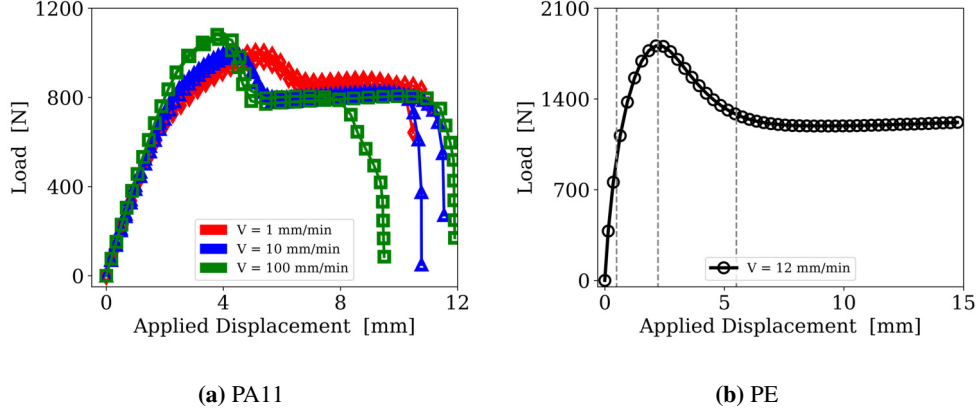 1200
800
400
0
Load [N]
V = 1 mm/min
V = 10 mm/min
V = 100 mm/min
0 4 8 12
Applied Displacement [mm]
(a) PA11
2100
1400
700
0
Load [N]
V = 12 mm/min
0 5 10 15
Applied Displacement [mm]
(b) PE